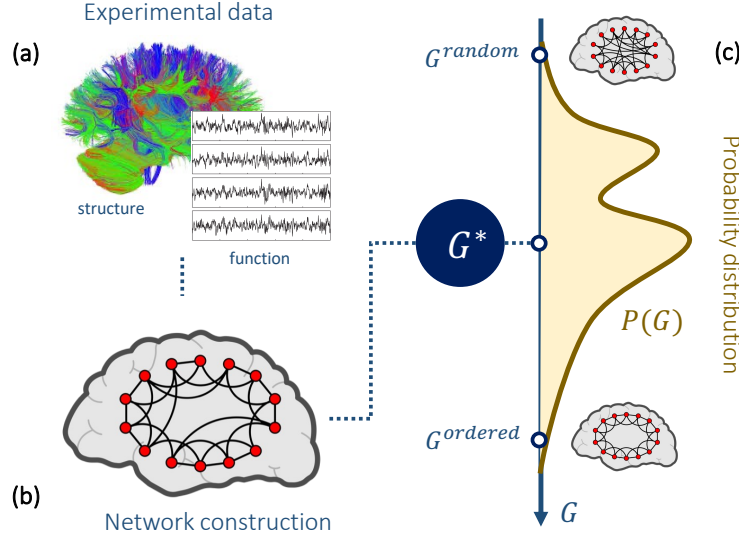 Experimental data
(a)
structure
function
(b)
Network construction
G*
(c)
G^random
P(G)
Probability distribution
G^ordered
G